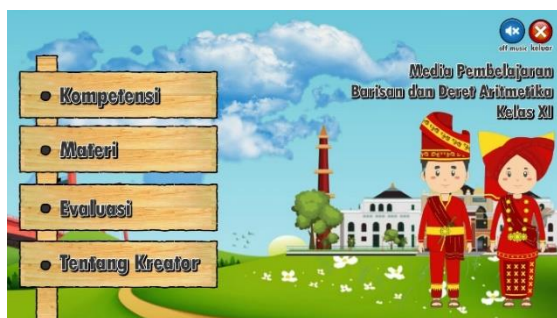 off music keluar
Media Pembelajaran
Barisan dan Deret Aritmetika
Kelas XI
Kompetensi
Materi
Evaluasi
Tentang Kreator